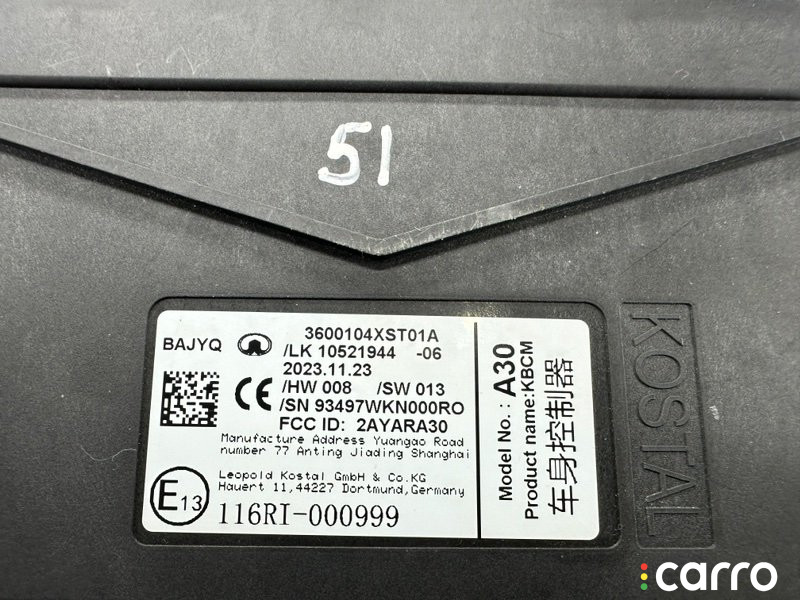 51
BAJYQ
3600104XST01A
/LK 10521944 -06
2023.11.23
/HW 008 /SW 013
/SN 93497WKN000RO
FCC ID: 2AYARA30
Manufacture Address Yuangao Road
number 77 Anting Jiading Shanghai
Leopold Kostal GmbH & Co.KG
Hauert 11,44227 Dortmund,Germany
E13
116RI-000999
Model No.: A30
Product name:KBCM
车身控制器
KOSTAL
carro